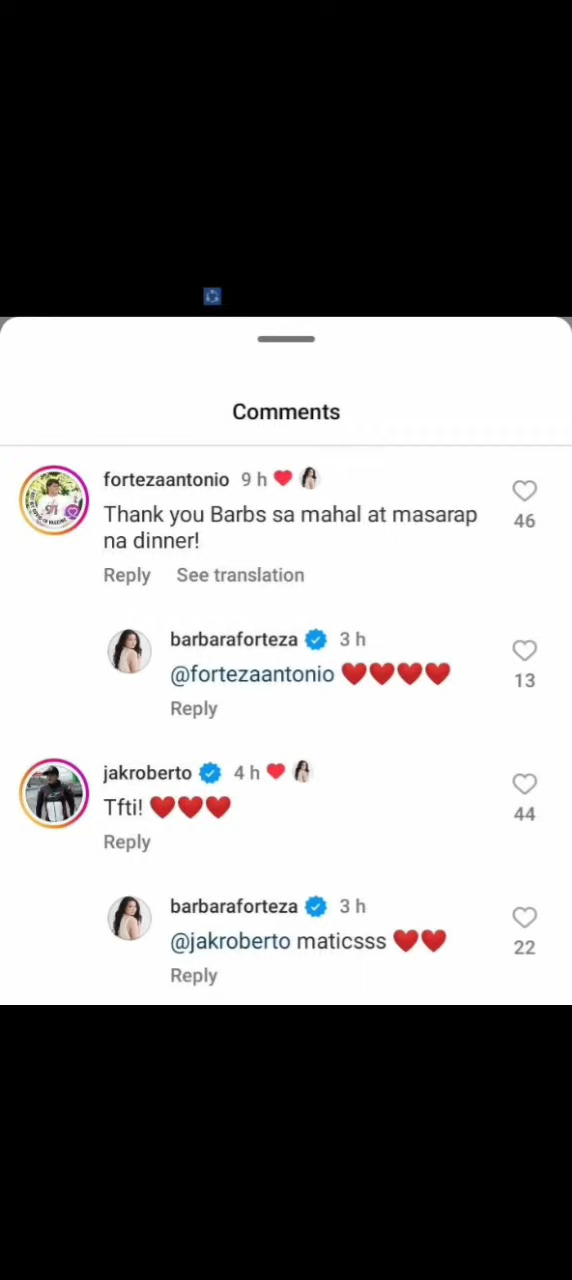 Comments
fortezaantonio 9 h
Thank you Barbs sa mahal at masarap
na dinner!
46
Reply See translation
barbaraforteza 3 h
@fortezaantonio ❤️❤️❤️❤️
13
Reply
jakroberto 4 h
Tfti! ❤️❤️❤️
44
Reply
barbaraforteza 3 h
@jakroberto maticsss ❤️❤️
22
Reply